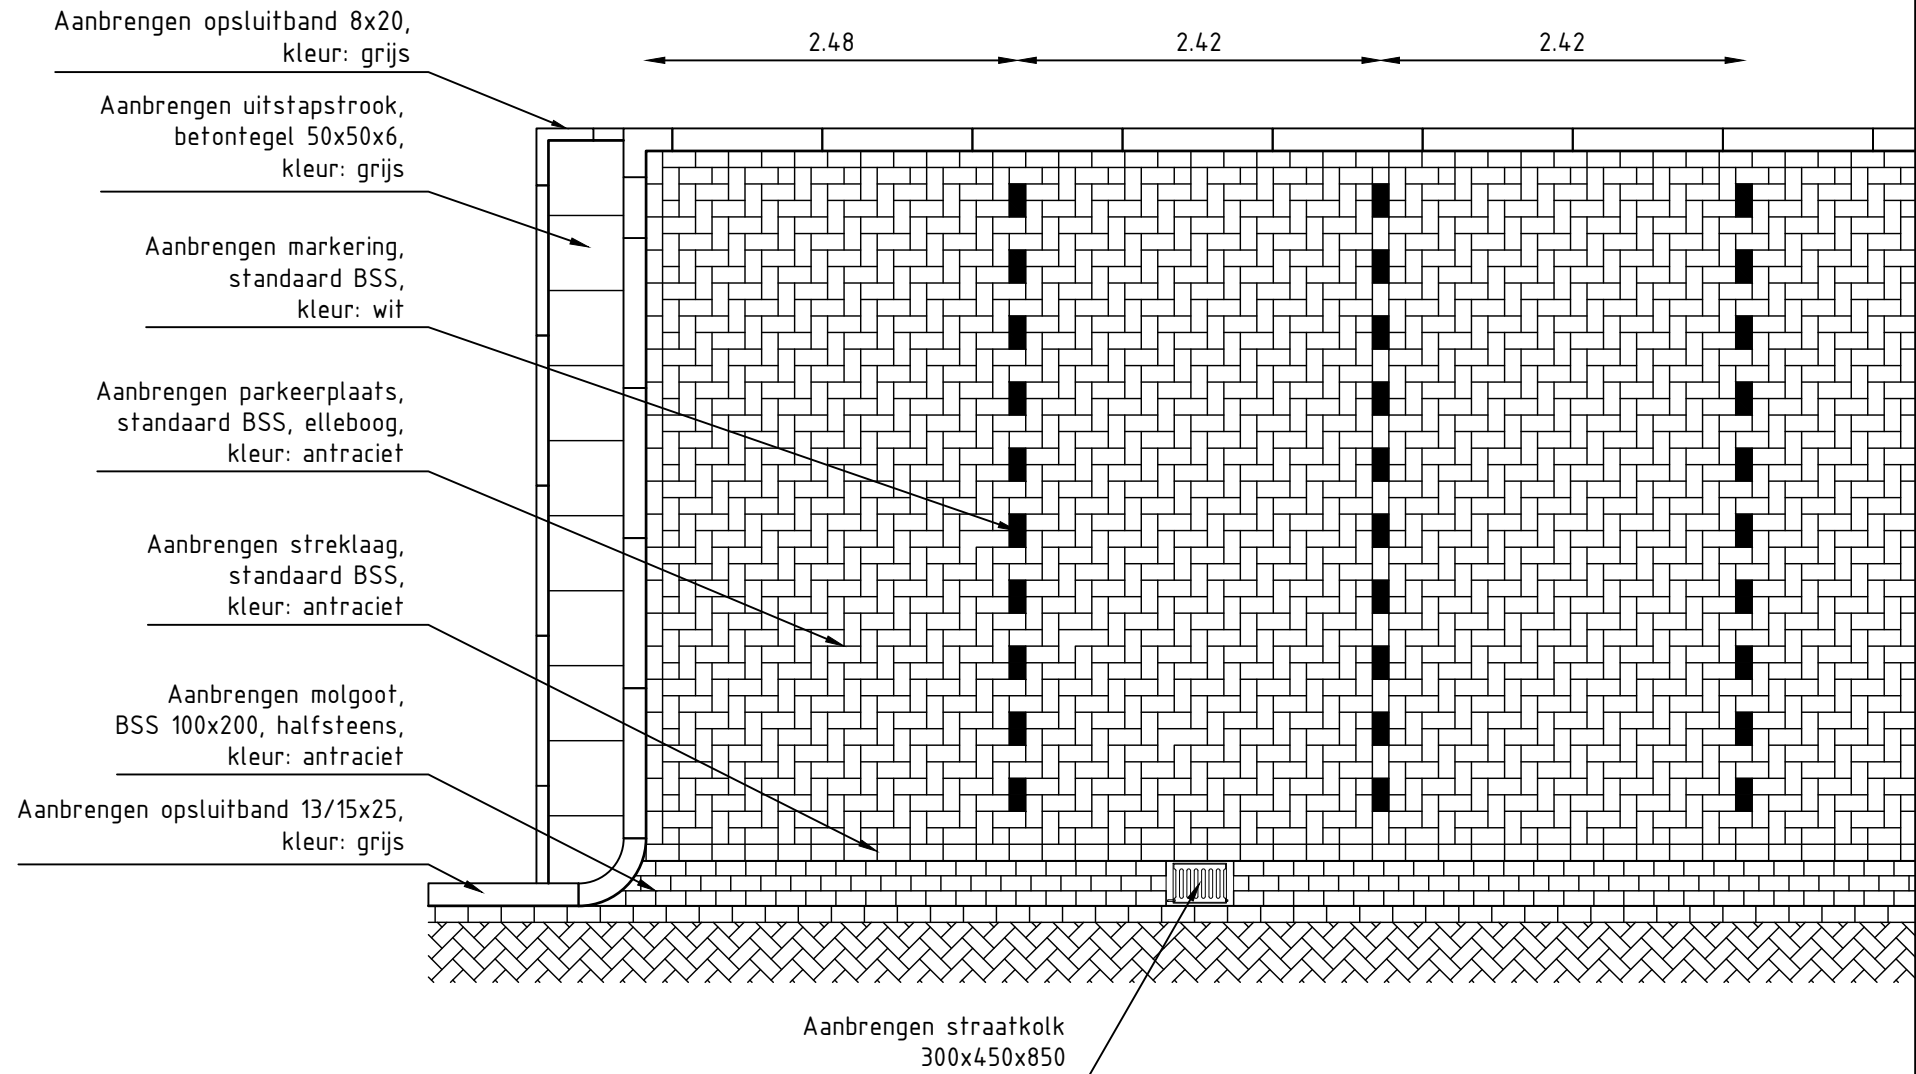 Aanbrengen opsluitband 8x20,
kleur: grijs
2.48
2.42
2.42
Aanbrengen uitstapstrook,
betontegel 50x50x6,
kleur: grijs
Aanbrengen markering,
standaard BSS,
kleur: wit
Aanbrengen parkeerplaats,
standaard BSS, elleboog,
kleur: antraciet
Aanbrengen streklaag,
standaard BSS,
kleur: antraciet
Aanbrengen molgoot,
BSS 100x200, halfsteens,
kleur: antraciet
Aanbrengen opsluitband 13/15x25,
kleur: grijs
Aanbrengen straatkolk
300x450x850